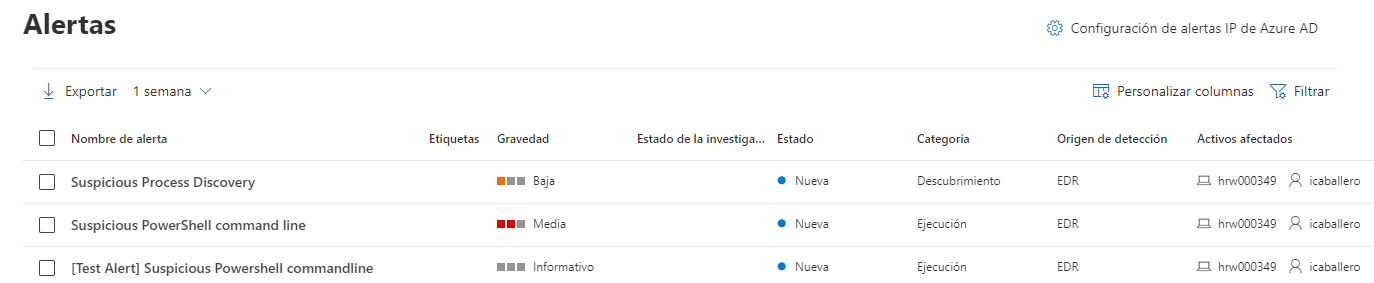 Alertas
Configuración de alertas IP de Azure AD
Exportar 1 semana Personalizar columnas Filtrar
Nombre de alerta Etiquetas Gravedad Estado de la investiga... Estado Categoría Origen de detección Activos afectados
Suspicious Process Discovery Baja Nueva Descubrimiento EDR hrw000349 icaballero
Suspicious PowerShell command line Media Nueva Ejecución EDR hrw000349 icaballero
[Test Alert] Suspicious Powershell commandline Informativo Nueva Ejecución EDR hrw000349 icaballero